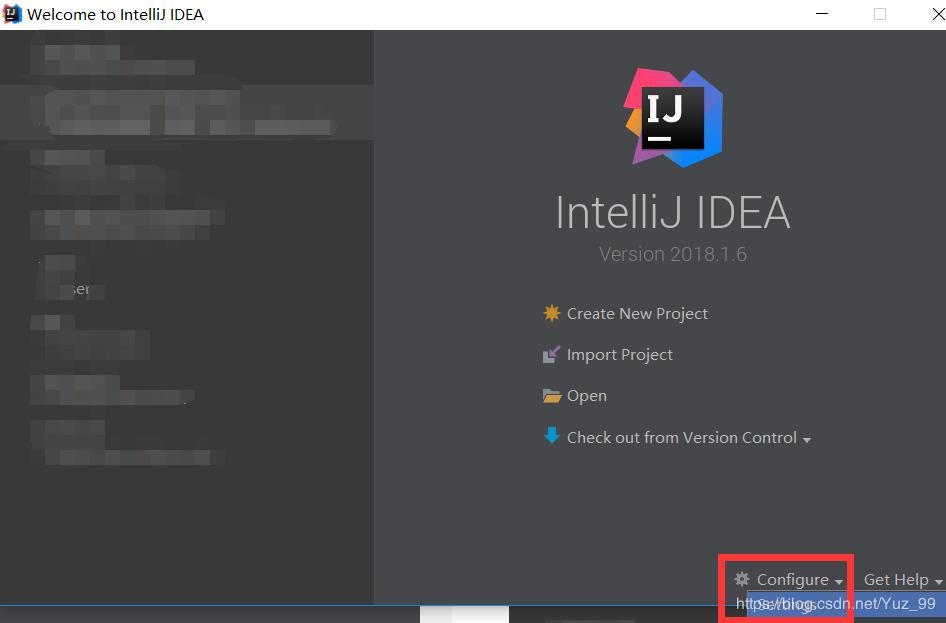 Welcome to IntelliJ IDEA
IJ
IntelliJ IDEA
Version 2018.1.6
Create New Project
Import Project
Open
Check out from Version Control
Configure
Get Help
Settings
https://blog.csdn.net/Yuz_99